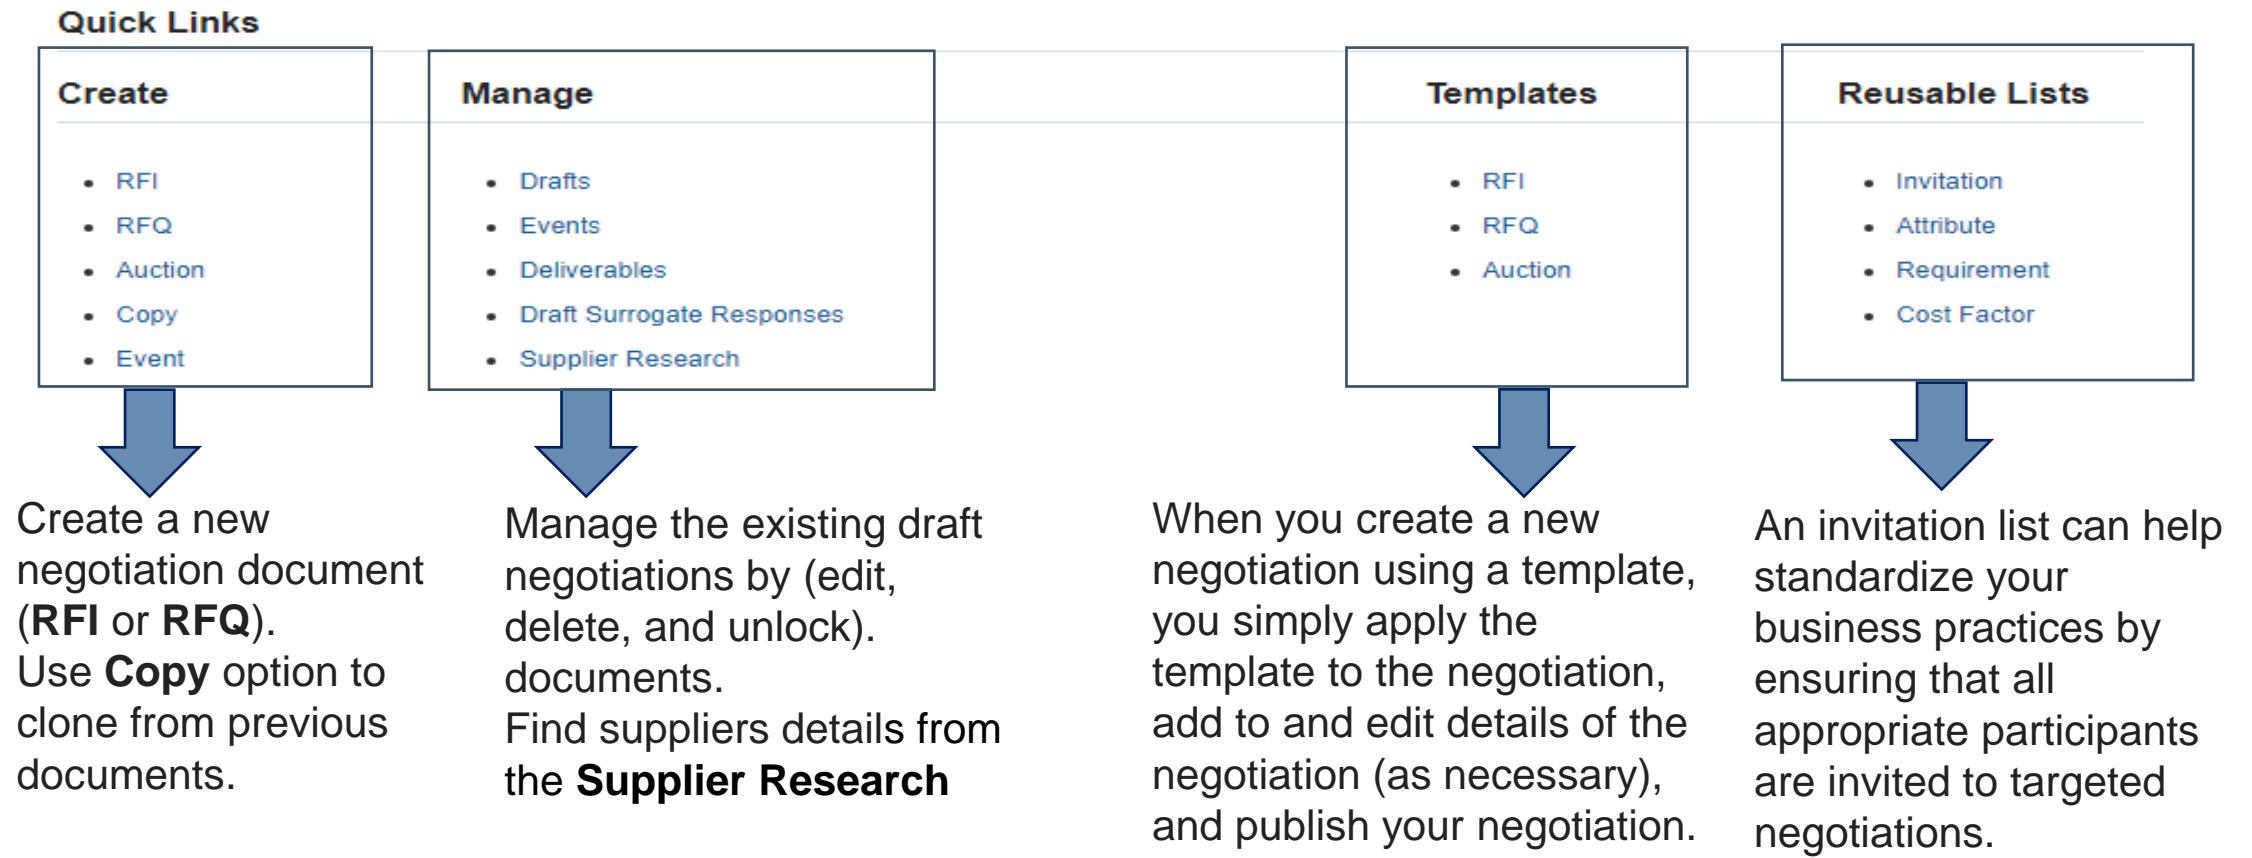 Quick Links
Create
RFI
RFQ
Auction
Copy
Event
Manage
Drafts
Events
Deliverables
Draft Surrogate Responses
Supplier Research
Templates
RFI
RFQ
Auction
Reusable Lists
Invitation
Attribute
Requirement
Cost Factor
Create a new
negotiation document
(RFI or RFQ).
Use Copy option to
clone from previous
documents.
Manage the existing draft
negotiations by (edit,
delete, and unlock).
documents.
Find suppliers details from
the Supplier Research
When you create a new
negotiation using a template,
you simply apply the
template to the negotiation,
add to and edit details of the
negotiation (as necessary),
and publish your negotiation.
An invitation list can help
standardize your
business practices by
ensuring that all
appropriate participants
are invited to targeted
negotiations.